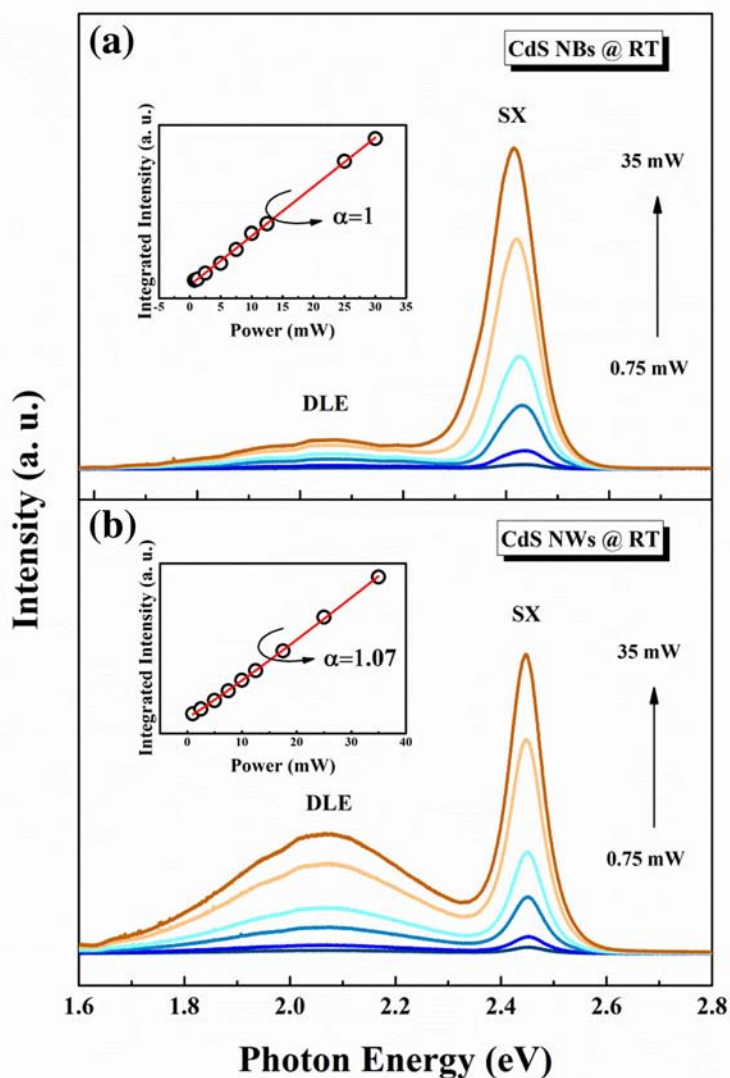 (a)
CdS NBs @ RT
SX
35 mW
0.75 mW
DLE
Integrated Intensity (a. u.)
α=1
-5 0 5 10 15 20 25 30 35
Power (mW)
Intensity (a. u.)
(b)
CdS NWs @ RT
SX
35 mW
0.75 mW
DLE
Integrated Intensity (a. u.)
α=1.07
0 10 20 30 40
Power (mW)
1.6 1.8 2.0 2.2 2.4 2.6 2.8
Photon Energy (eV)